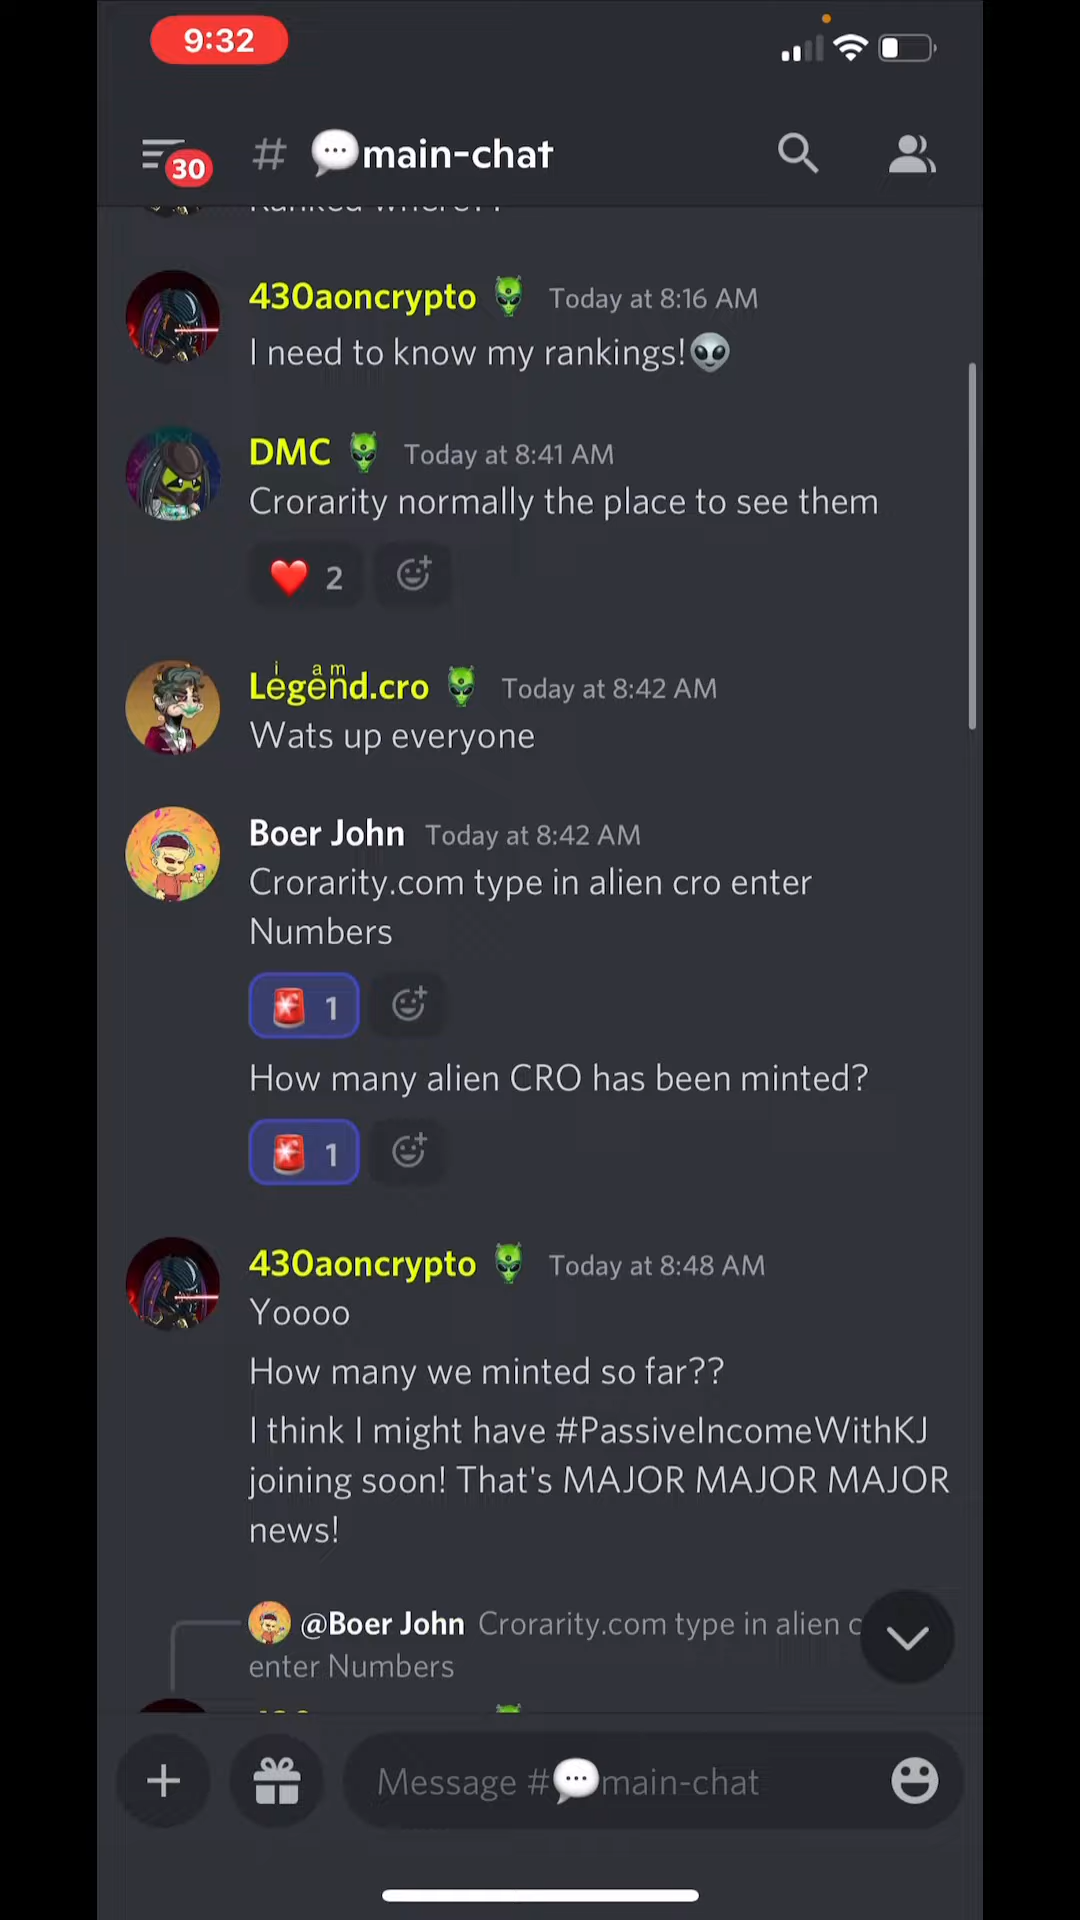 9:32
30
# 💬main-chat
Ranked where??
430aoncrypto Today at 8:16 AM
I need to know my rankings!👽
DMC Today at 8:41 AM
Crorarity normally the place to see them
❤️ 2
i am
Legend.cro Today at 8:42 AM
Wats up everyone
Boer John Today at 8:42 AM
Crorarity.com type in alien cro enter
Numbers
🚨 1
How many alien CRO has been minted?
🚨 1
430aoncrypto Today at 8:48 AM
Yoooo
How many we minted so far??
I think I might have #PassiveIncomeWithKJ
joining soon! That's MAJOR MAJOR MAJOR
news!
@Boer John Crorarity.com type in alien c
enter Numbers
Message #💬main-chat